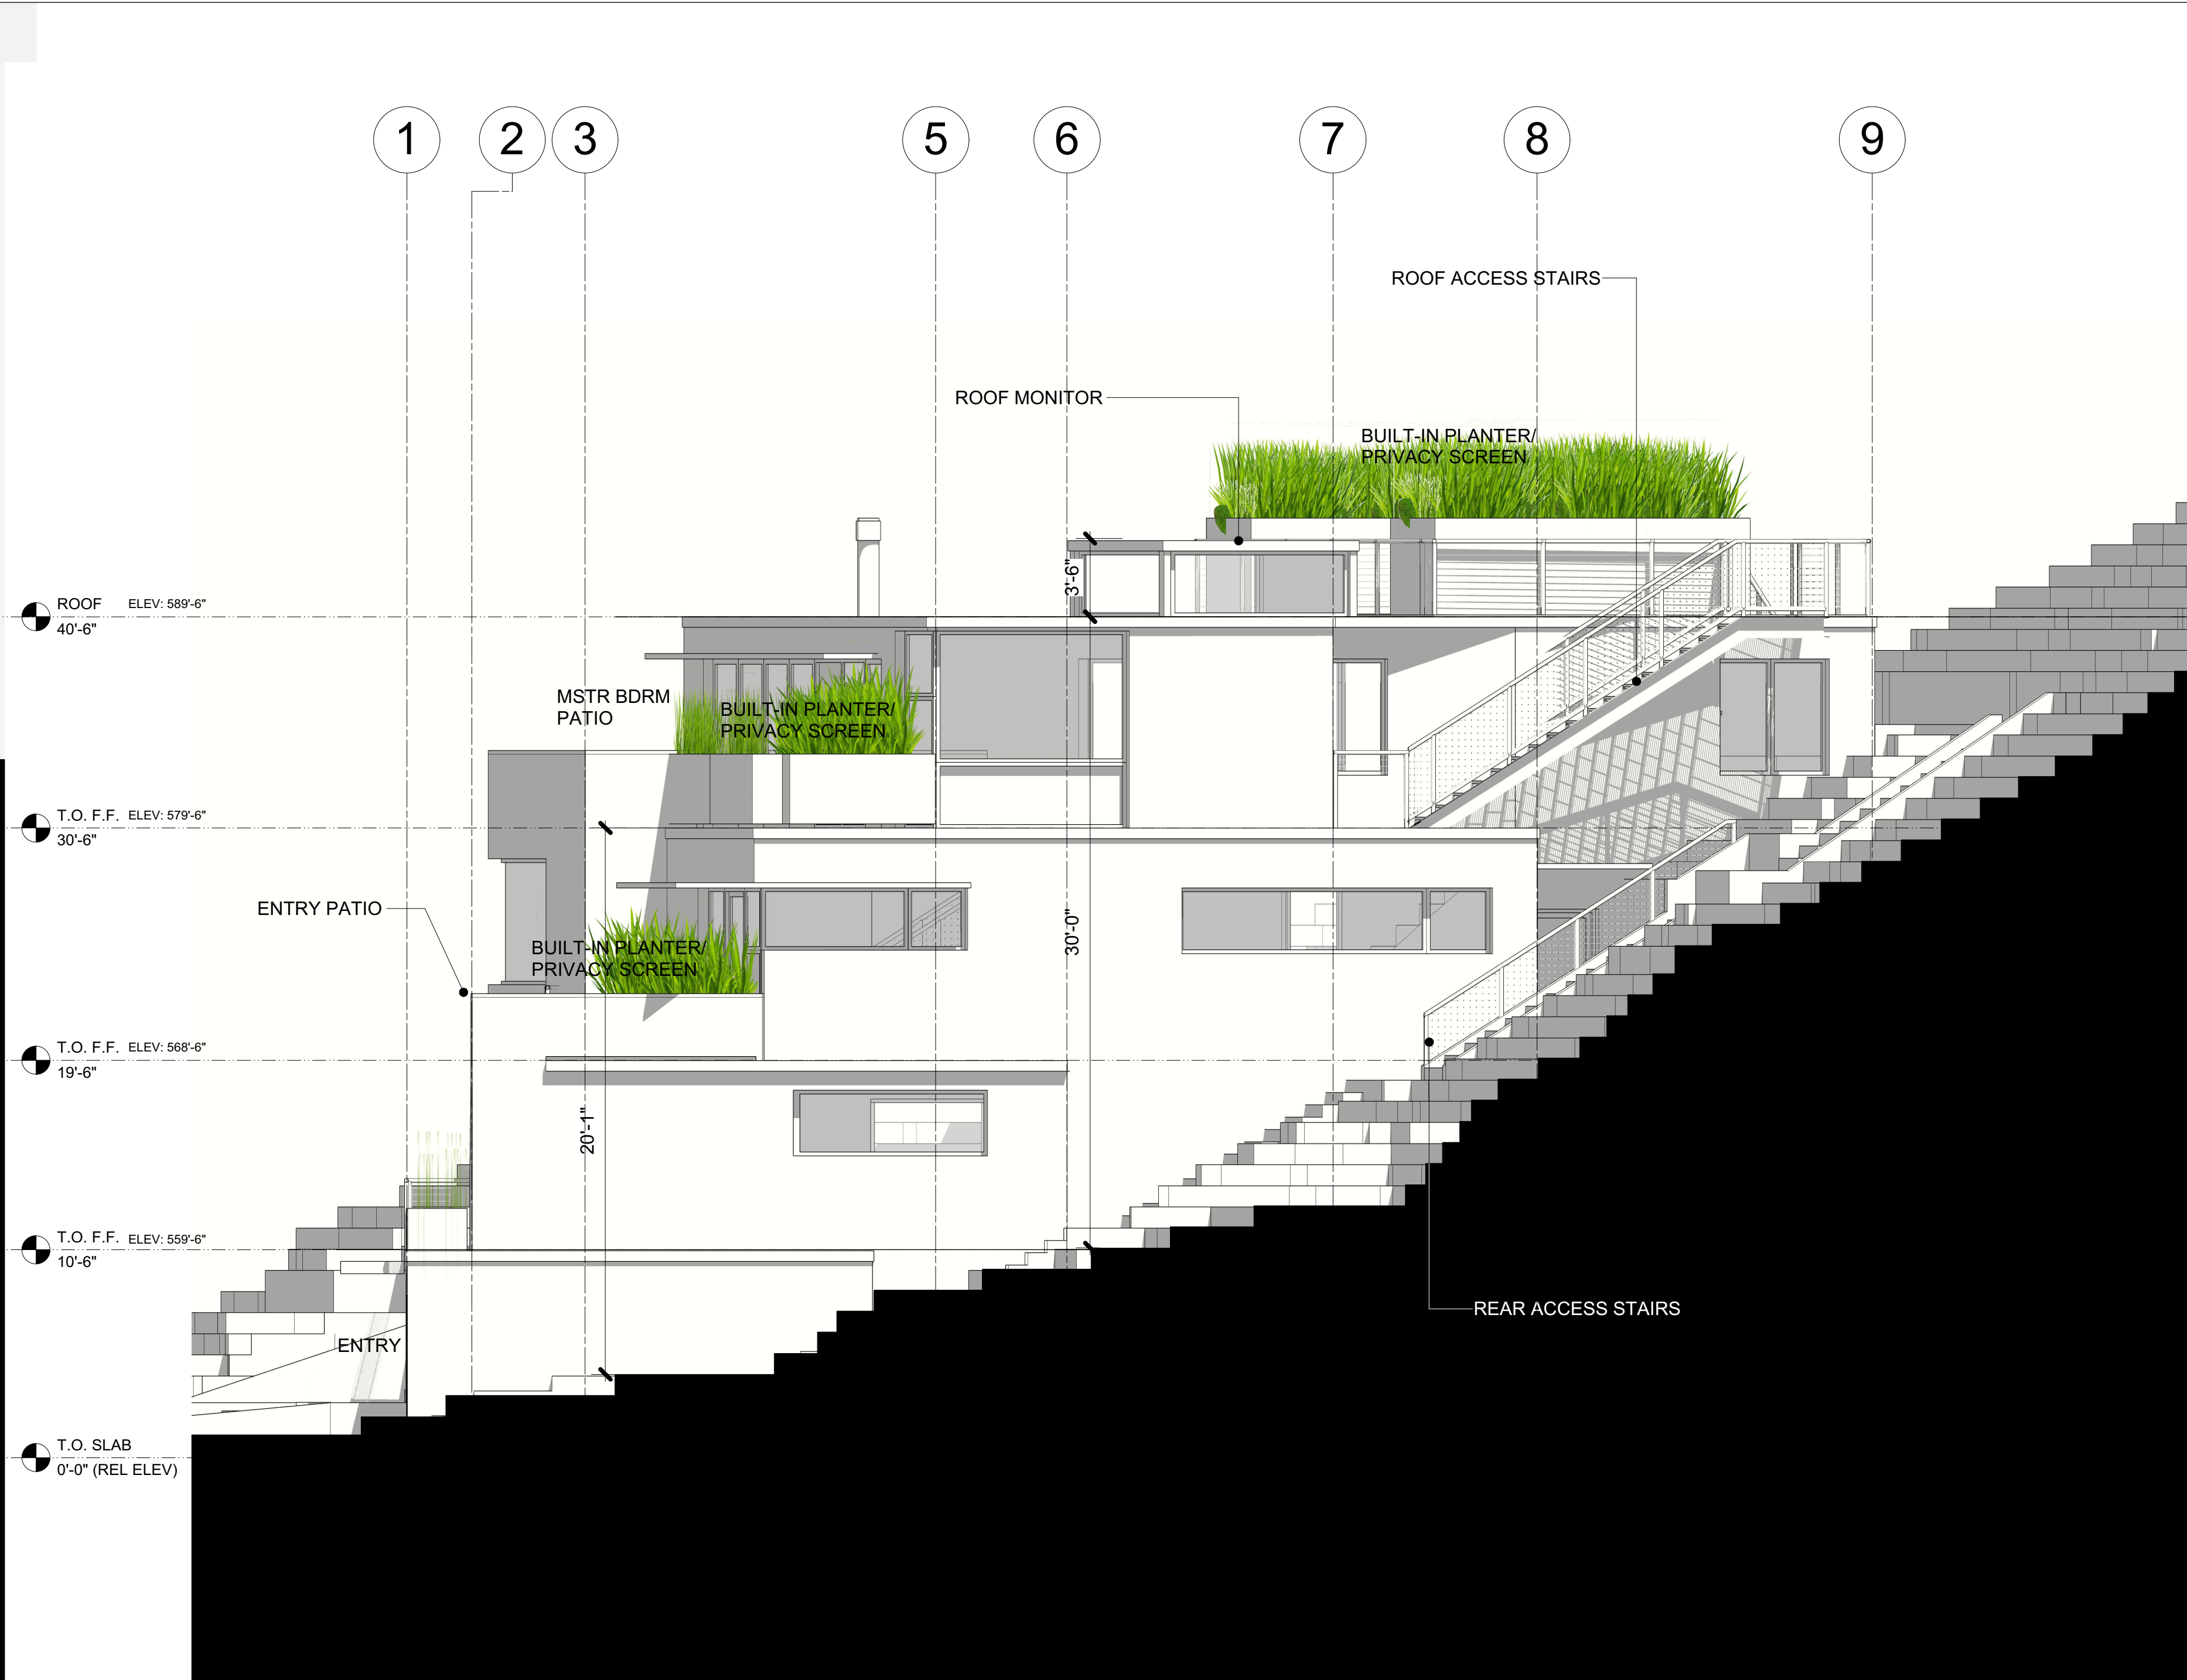 1
2
3
5
6
7
8
9
ROOF ACCESS STAIRS
ROOF MONITOR
BUILT-IN PLANTER/
PRIVACY SCREEN
3'-6"
ROOF ELEV: 589'-6"
40'-6"
MSTR BDRM
PATIO
BUILT-IN PLANTER/
PRIVACY SCREEN
T.O. F.F. ELEV: 579'-6"
30'-6"
ENTRY PATIO
BUILT-IN PLANTER/
PRIVACY SCREEN
30'-0"
T.O. F.F. ELEV: 568'-6"
19'-6"
20'-1"
T.O. F.F. ELEV: 559'-6"
10'-6"
REAR ACCESS STAIRS
ENTRY
T.O. SLAB
0'-0" (REL ELEV)